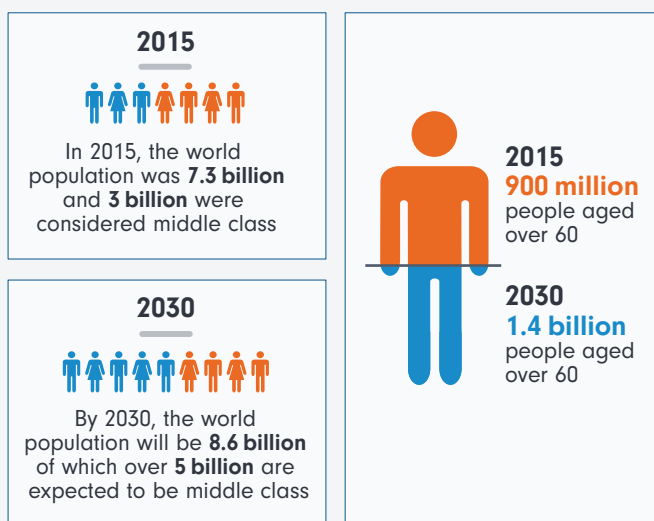 2015
In 2015, the world
population was 7.3 billion
and 3 billion were
considered middle class
2030
By 2030, the world
population will be 8.6 billion
of which over 5 billion are
expected to be middle class
2015
900 million
people aged
over 60
2030
1.4 billion
people aged
over 60